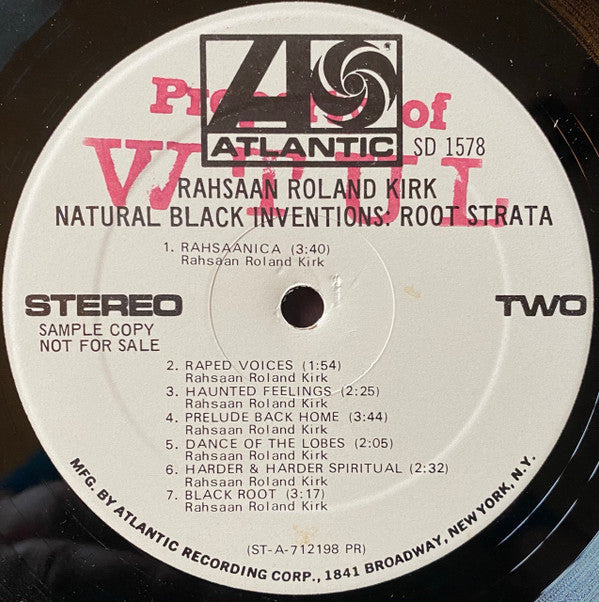 Property of
WTUL
ATLANTIC SD 1578
RAHSAAN ROLAND KIRK
NATURAL BLACK INVENTIONS: ROOT STRATA
1. RAHSAANICA (3:40)
Rahsaan Roland Kirk
STEREO
TWO
SAMPLE COPY
NOT FOR SALE
2. RAPED VOICES (1:54)
Rahsaan Roland Kirk
3. HAUNTED FEELINGS (2:25)
Rahsaan Roland Kirk
4. PRELUDE BACK HOME (3:44)
Rahsaan Roland Kirk
5. DANCE OF THE LOBES (2:05)
Rahsaan Roland Kirk
6. HARDER & HARDER SPIRITUAL (2:32)
Rahsaan Roland Kirk
7. BLACK ROOT (3:17)
Rahsaan Roland Kirk
(ST-A-712198 PR)
MFG. BY ATLANTIC RECORDING CORP., 1841 BROADWAY, NEW YORK, N.Y.